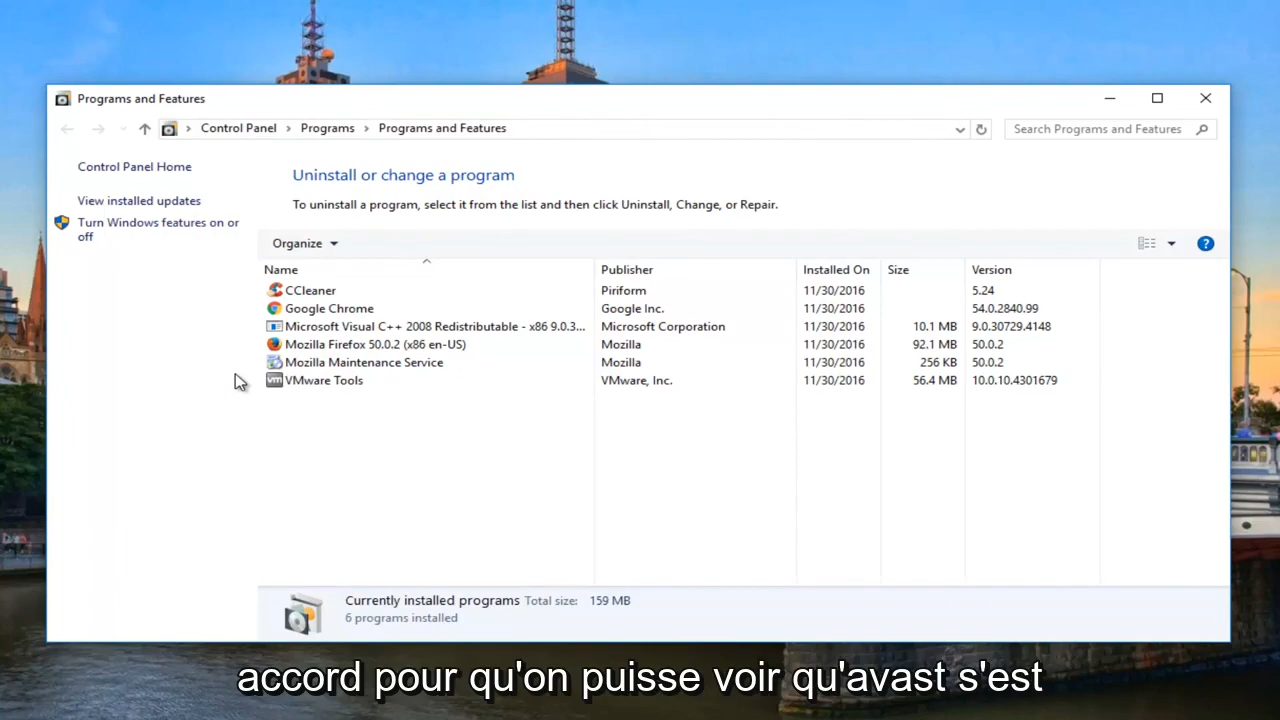 Programs and Features
Control Panel > Programs > Programs and Features
Search Programs and Features
Control Panel Home
View installed updates
Turn Windows features on or
off
Uninstall or change a program
To uninstall a program, select it from the list and then click Uninstall, Change, or Repair.
Organize
Name Publisher Installed On Size Version
CCleaner Piriform 11/30/2016 5.24
Google Chrome Google Inc. 11/30/2016 54.0.2840.99
Microsoft Visual C++ 2008 Redistributable - x86 9.0.3... Microsoft Corporation 11/30/2016 10.1 MB 9.0.30729.4148
Mozilla Firefox 50.0.2 (x86 en-US) Mozilla 11/30/2016 92.1 MB 50.0.2
Mozilla Maintenance Service Mozilla 11/30/2016 256 KB 50.0.2
vm VMware Tools VMware, Inc. 11/30/2016 56.4 MB 10.0.10.4301679
Currently installed programs Total size: 159 MB
6 programs installed
accord pour qu'on puisse voir qu'avast s'est